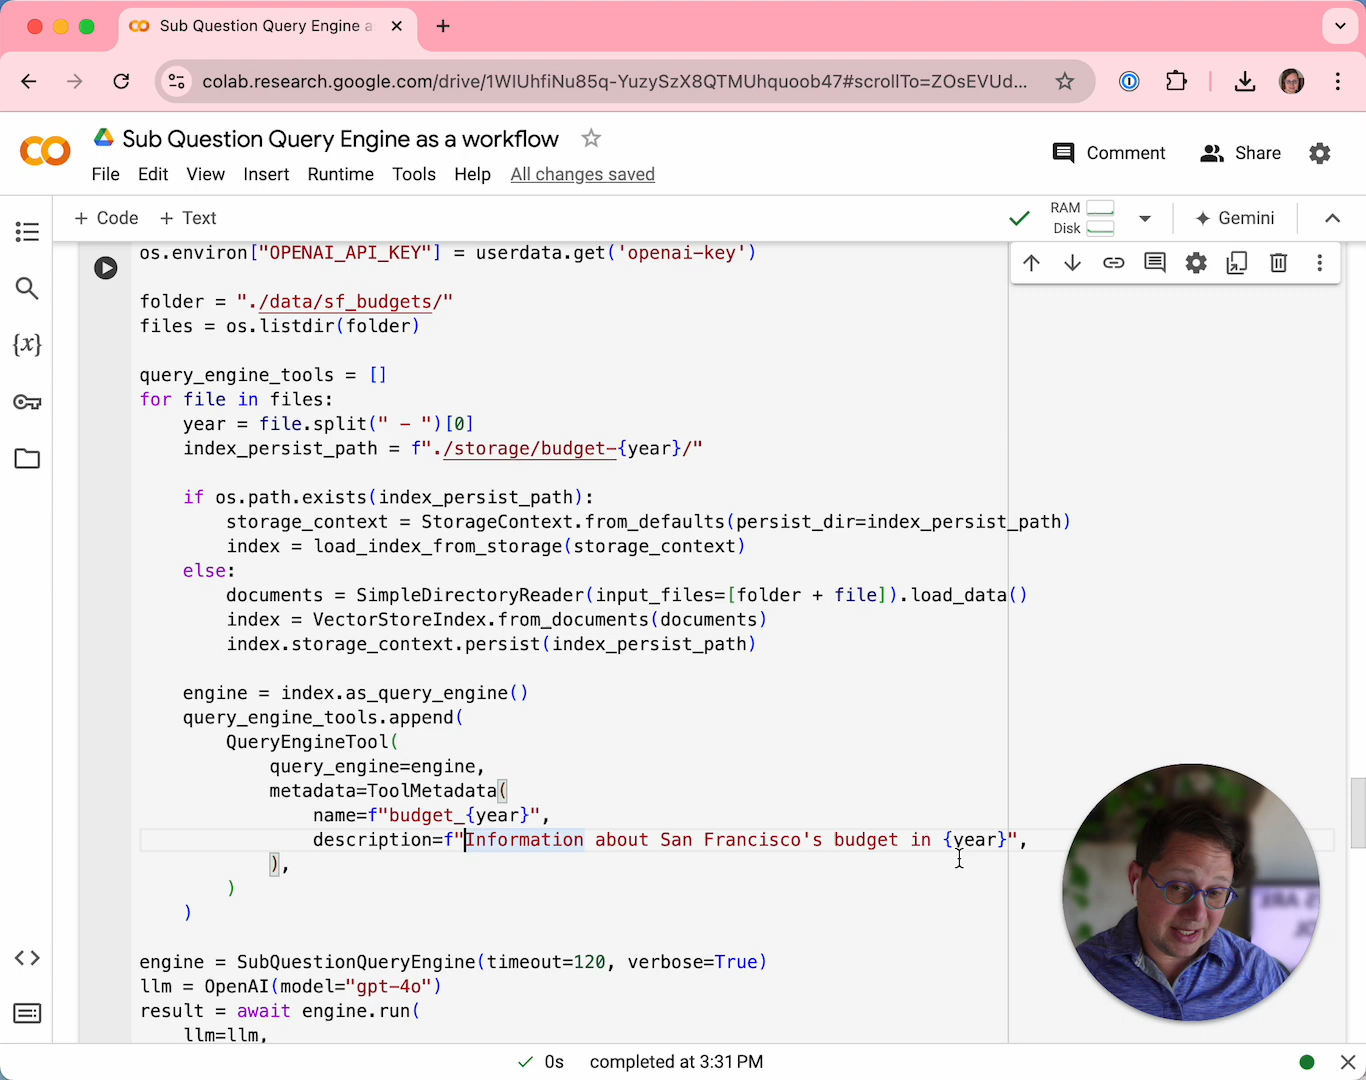 Sub Question Query Engine a
colab.research.google.com/drive/1WlUhfiNu85q-YuzySzX8QTMUhquoob47#scrollTo=ZOsEVUd...
Sub Question Query Engine as a workflow
Comment
Share
File Edit View Insert Runtime Tools Help All changes saved
+ Code + Text
RAM
Disk
Gemini
os.environ["OPENAI_API_KEY"] = userdata.get('openai-key')
folder = "./data/sf_budgets/"
files = os.listdir(folder)
query_engine_tools = []
for file in files:
year = file.split(" – ")[0]
index_persist_path = f"./storage/budget-{year}/"
if os.path.exists(index_persist_path):
storage_context = StorageContext.from_defaults(persist_dir=index_persist_path)
index = load_index_from_storage(storage_context)
else:
documents = SimpleDirectoryReader(input_files=[folder + file]).load_data()
index = VectorStoreIndex.from_documents(documents)
index.storage_context.persist(index_persist_path)
engine = index.as_query_engine()
query_engine_tools.append(
QueryEngineTool(
query_engine=engine,
metadata=ToolMetadata(
name=f"budget_{year}",
description=f"Information about San Francisco's budget in {year}",
),
)
)
engine = SubQuestionQueryEngine(timeout=120, verbose=True)
llm = OpenAI(model="gpt-4o")
result = await engine.run(
llm=llm,
0s completed at 3:31 PM